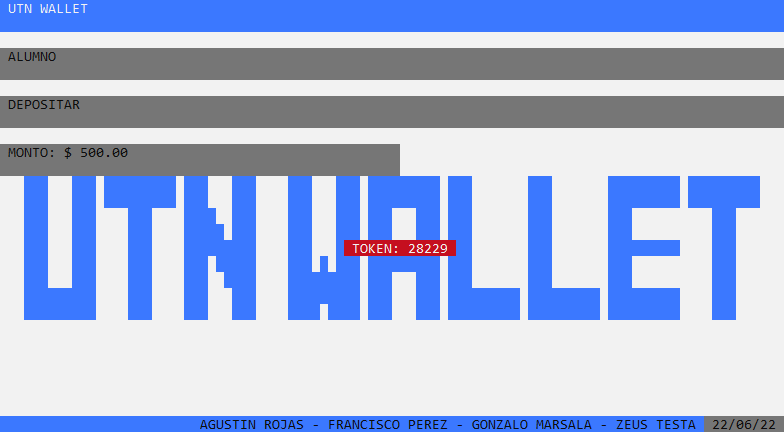 UTN WALLET
ALUMNO
DEPOSITAR
MONTO: $ 500.00
UTN WALLET
TOKEN: 28229
AGUSTIN ROJAS - FRANCISCO PEREZ - GONZALO MARSALA - ZEUS TESTA 22/06/22